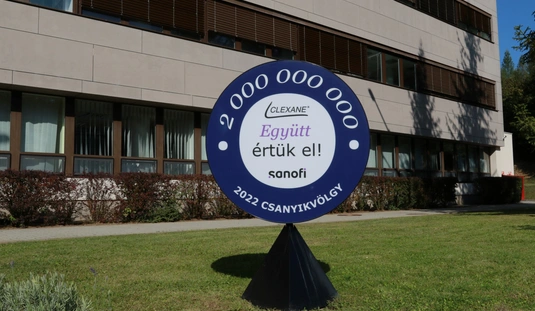 2 000 000 000
CLEXANE
Együtt
értük el!
sanofi
2022 CSANYIKVÖLGY